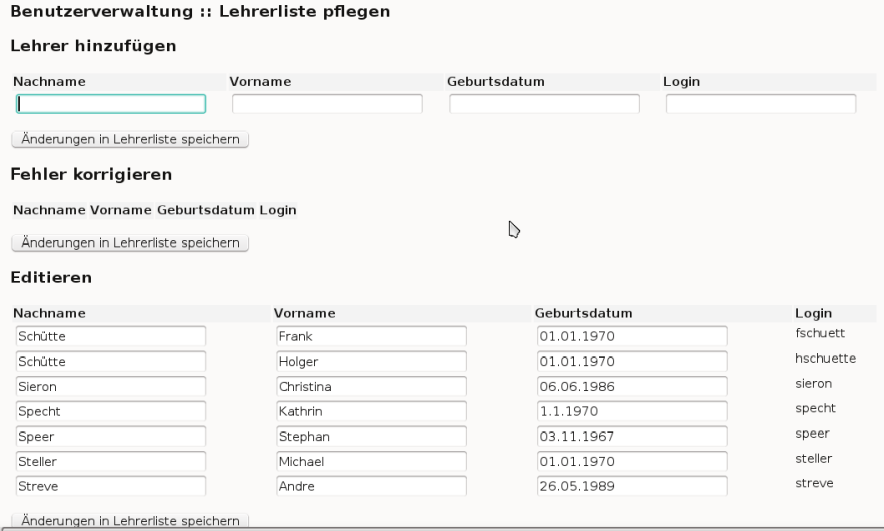 Benutzerverwaltung :: Lehrerliste pflegen
Lehrer hinzufügen
Nachname Vorname Geburtsdatum Login
Änderungen in Lehrerliste speichern
Fehler korrigieren
Nachname Vorname Geburtsdatum Login
Änderungen in Lehrerliste speichern
Editieren
Nachname Vorname Geburtsdatum Login
Schütte Frank 01.01.1970 fschuett
Schütte Holger 01.01.1970 hschuette
Sieron Christina 06.06.1986 sieron
Specht Kathrin 1.1.1970 specht
Speer Stephan 03.11.1967 speer
Steller Michael 01.01.1970 steller
Streve Andre 26.05.1989 streve
Änderungen in Lehrerliste speichern